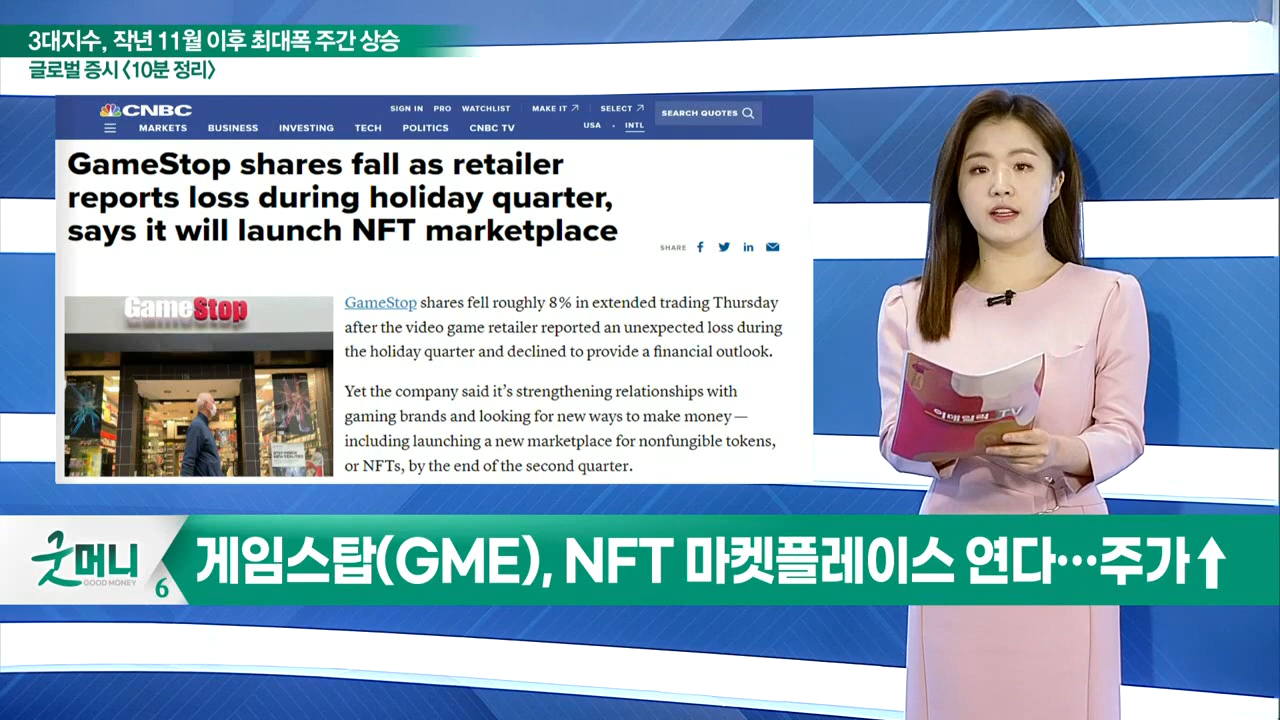 3대지수, 작년 11월 이후 최대폭 주간 상승
글로벌 증시 <10분 정리>
CNBC
SIGN IN PRO WATCHLIST MAKE IT SELECT SEARCH QUOTES
MARKETS BUSINESS INVESTING TECH POLITICS CNBC TV USA · INTL
GameStop shares fall as retailer
reports loss during holiday quarter,
says it will launch NFT marketplace
SHARE
GameStop
GameStop shares fell roughly 8% in extended trading Thursday
after the video game retailer reported an unexpected loss during
the holiday quarter and declined to provide a financial outlook.
Yet the company said it's strengthening relationships with
gaming brands and looking for new ways to make money —
including launching a new marketplace for nonfungible tokens,
or NFTs, by the end of the second quarter.
이데일리 TV
굿머니
GOOD MONEY
6
게임스탑(GME), NFT 마켓플레이스 연다…주가↑